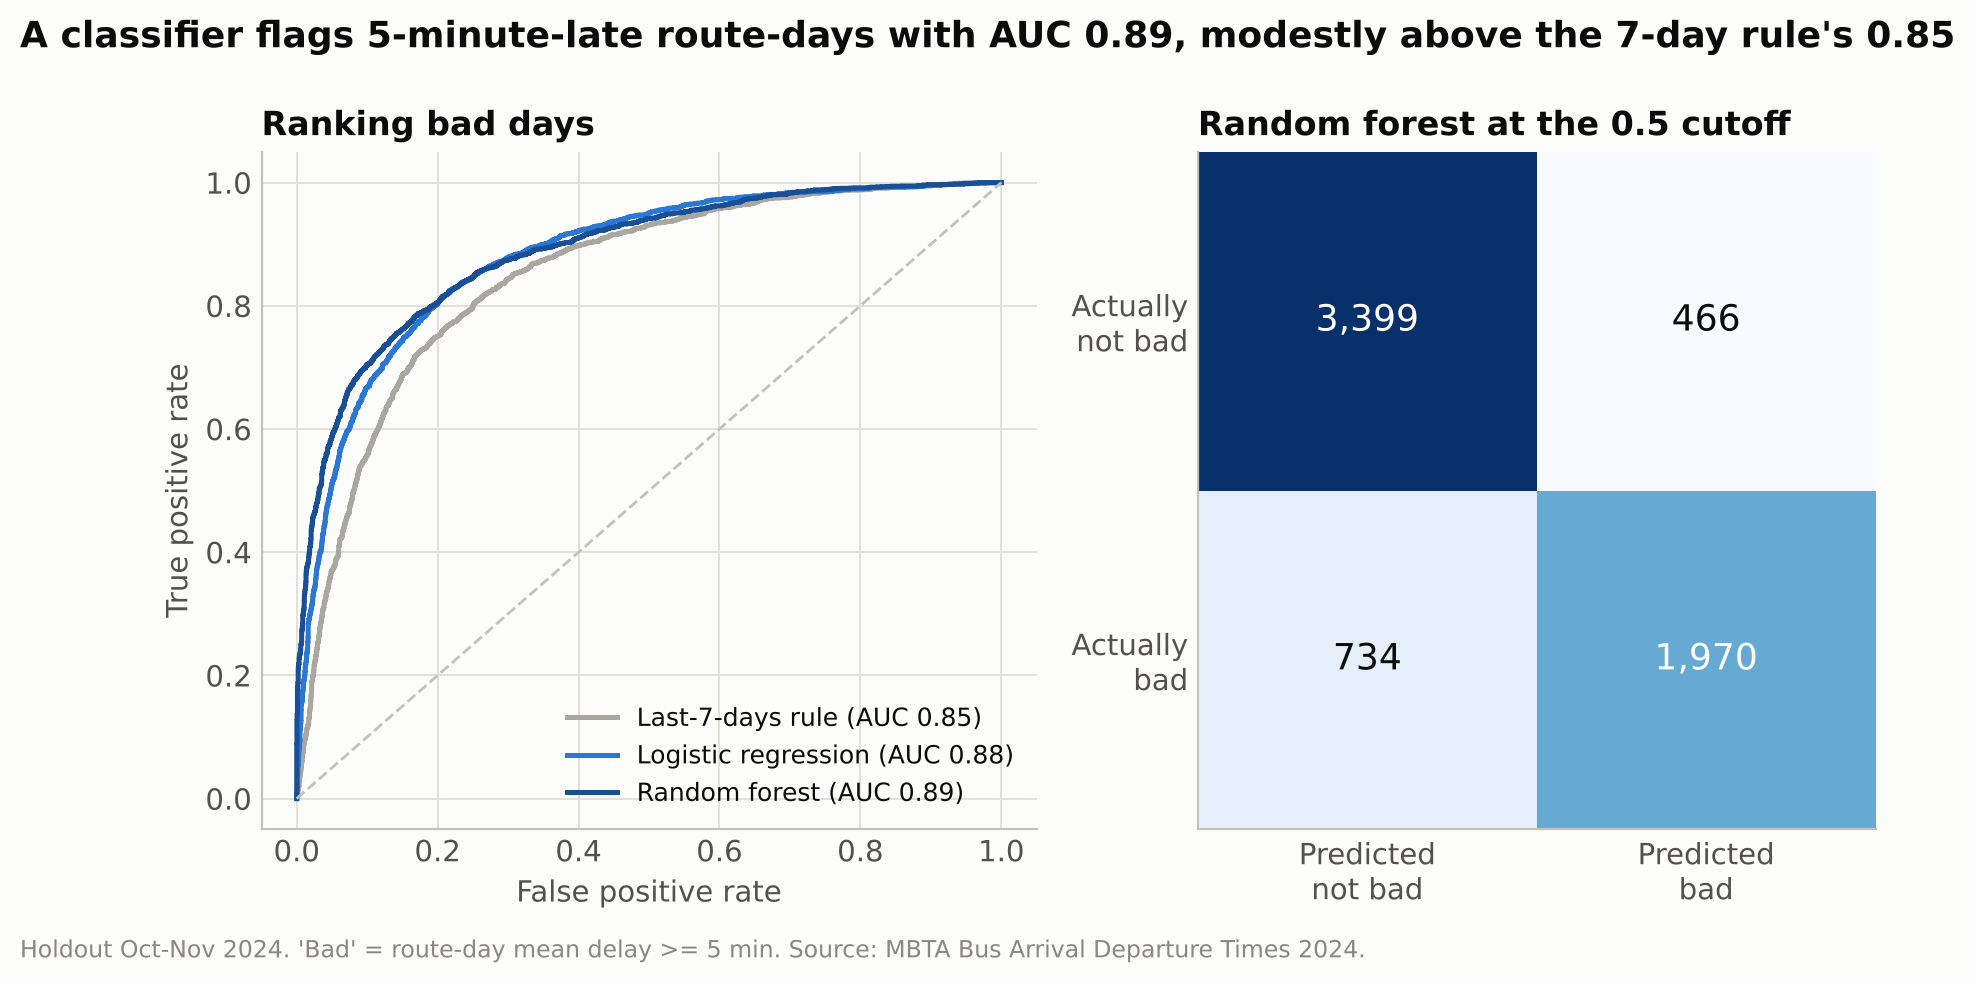 A classifier flags 5-minute-late route-days with AUC 0.89, modestly above the 7-day rule's 0.85
Ranking bad days
1.0
0.8
0.6
0.4
0.2
0.0
True positive rate
0.0 0.2 0.4 0.6 0.8 1.0
False positive rate
Last-7-days rule (AUC 0.85)
Logistic regression (AUC 0.88)
Random forest (AUC 0.89)
Random forest at the 0.5 cutoff
Actually
not bad
3,399 466
Actually
bad
734 1,970
Predicted
not bad
Predicted
bad
Holdout Oct-Nov 2024. 'Bad' = route-day mean delay >= 5 min. Source: MBTA Bus Arrival Departure Times 2024.